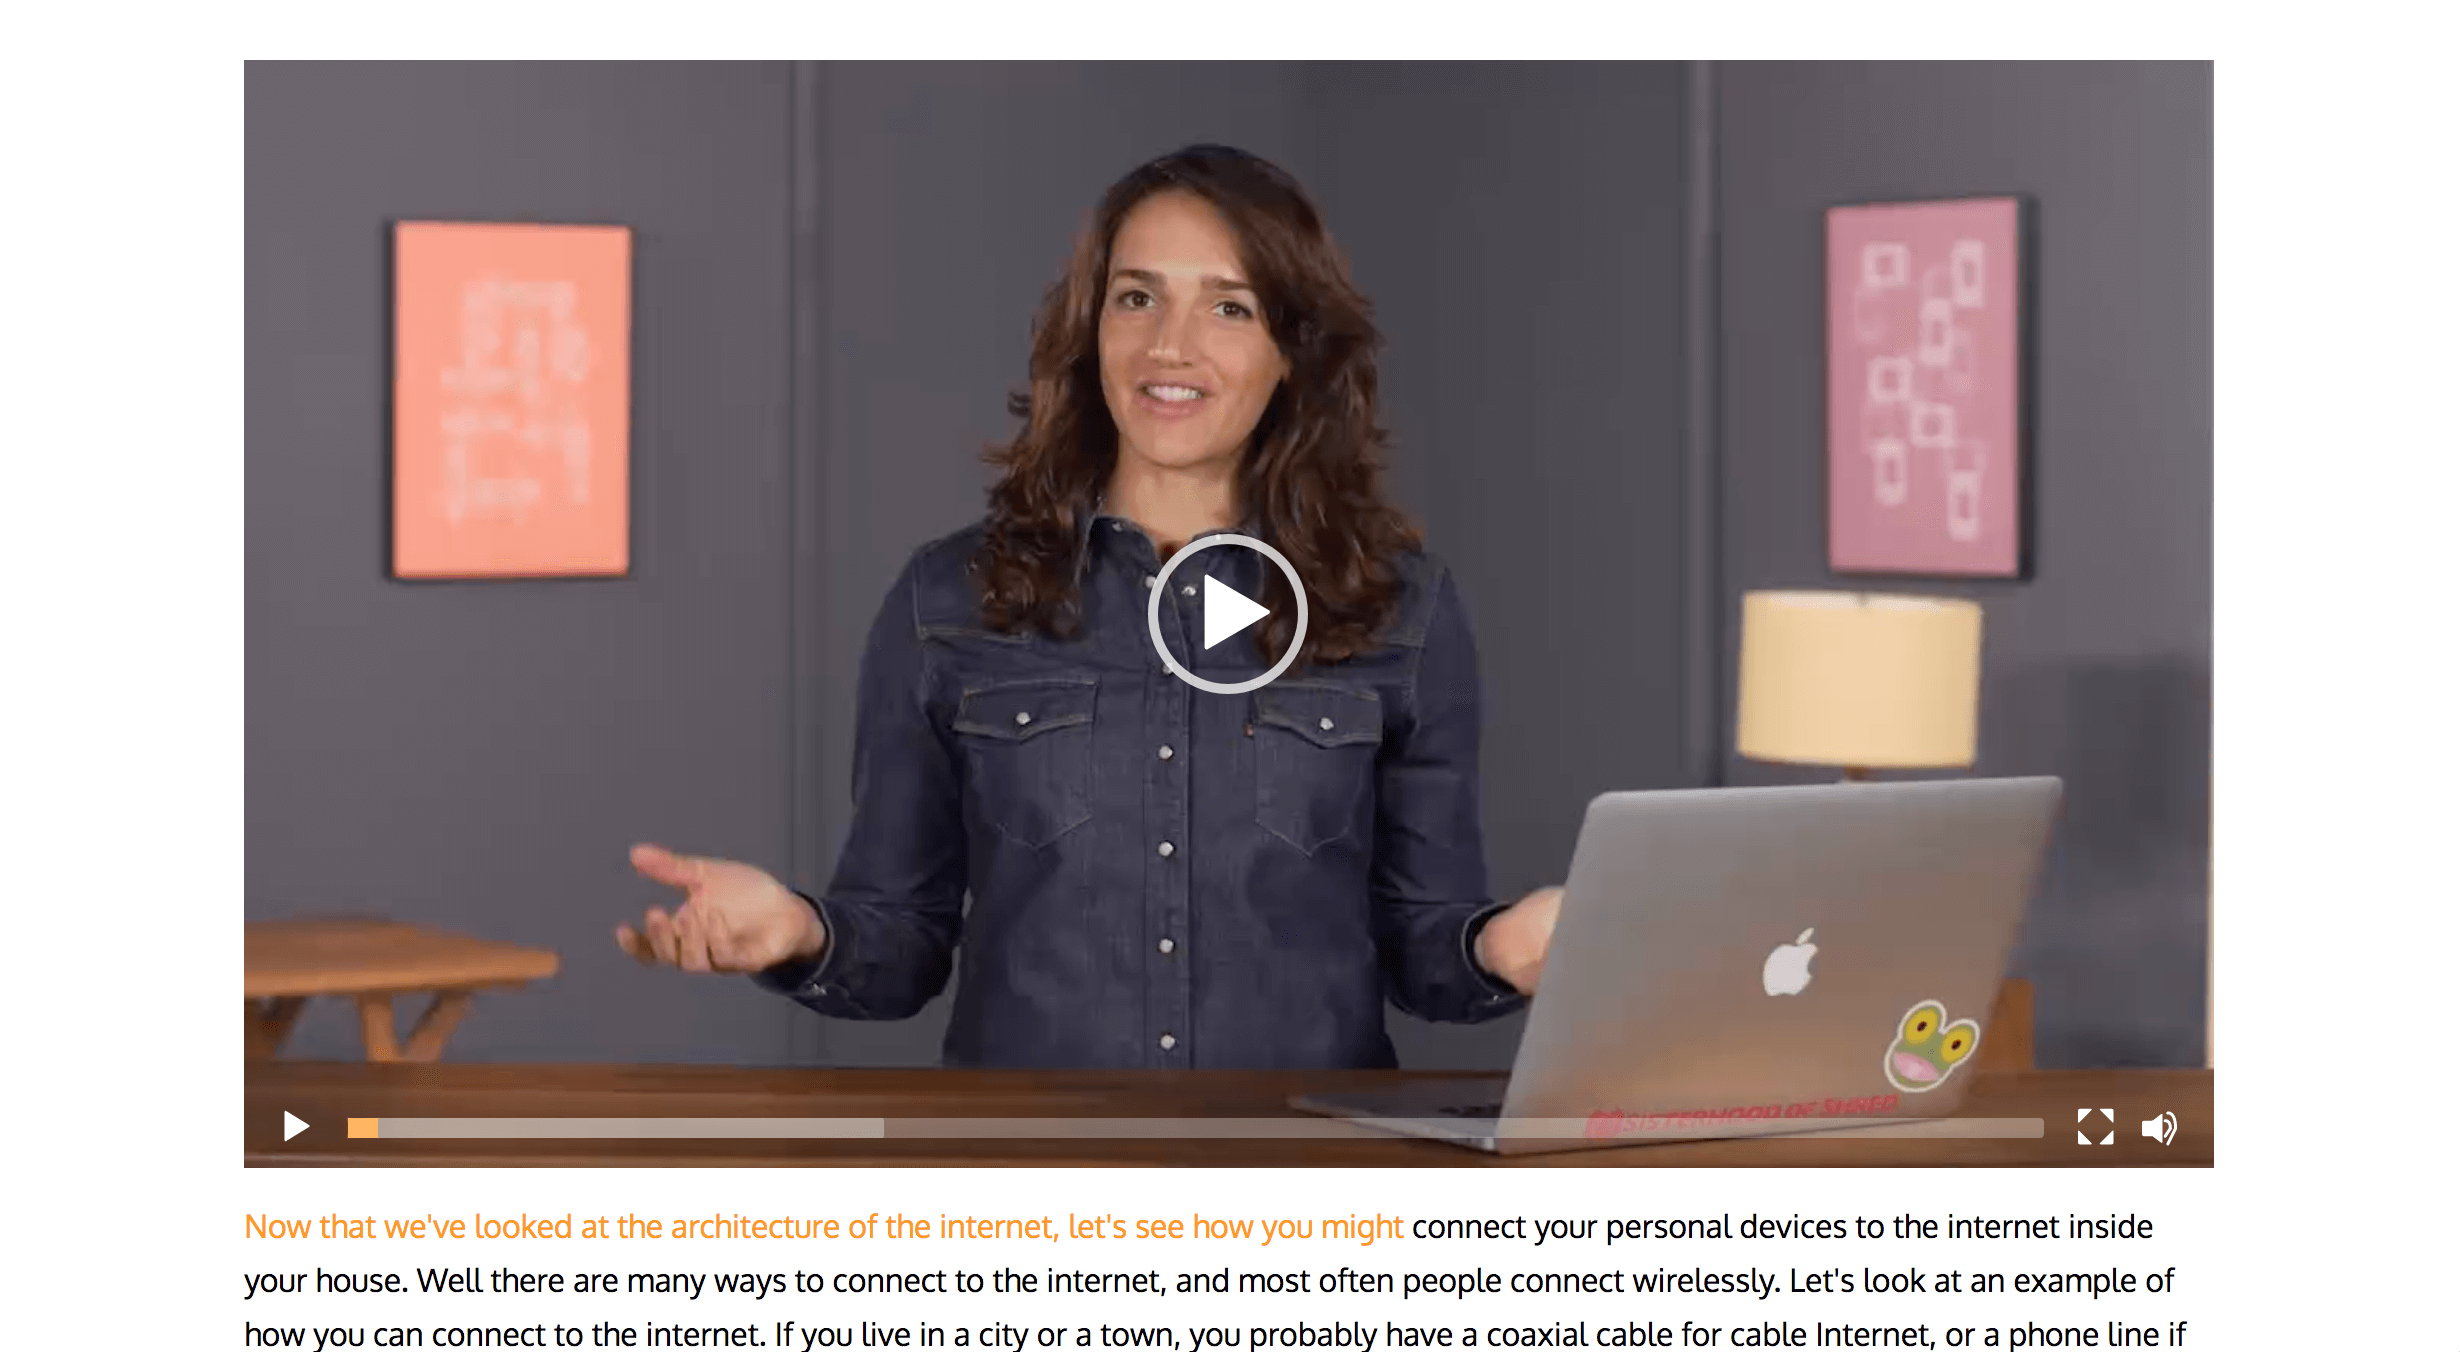 SISTERHOOD OF SHRED
Now that we've looked at the architecture of the internet, let's see how you might connect your personal devices to the internet inside
your house. Well there are many ways to connect to the internet, and most often people connect wirelessly. Let's look at an example of
how you can connect to the internet. If you live in a city or a town, you probably have a coaxial cable for cable Internet, or a phone line if